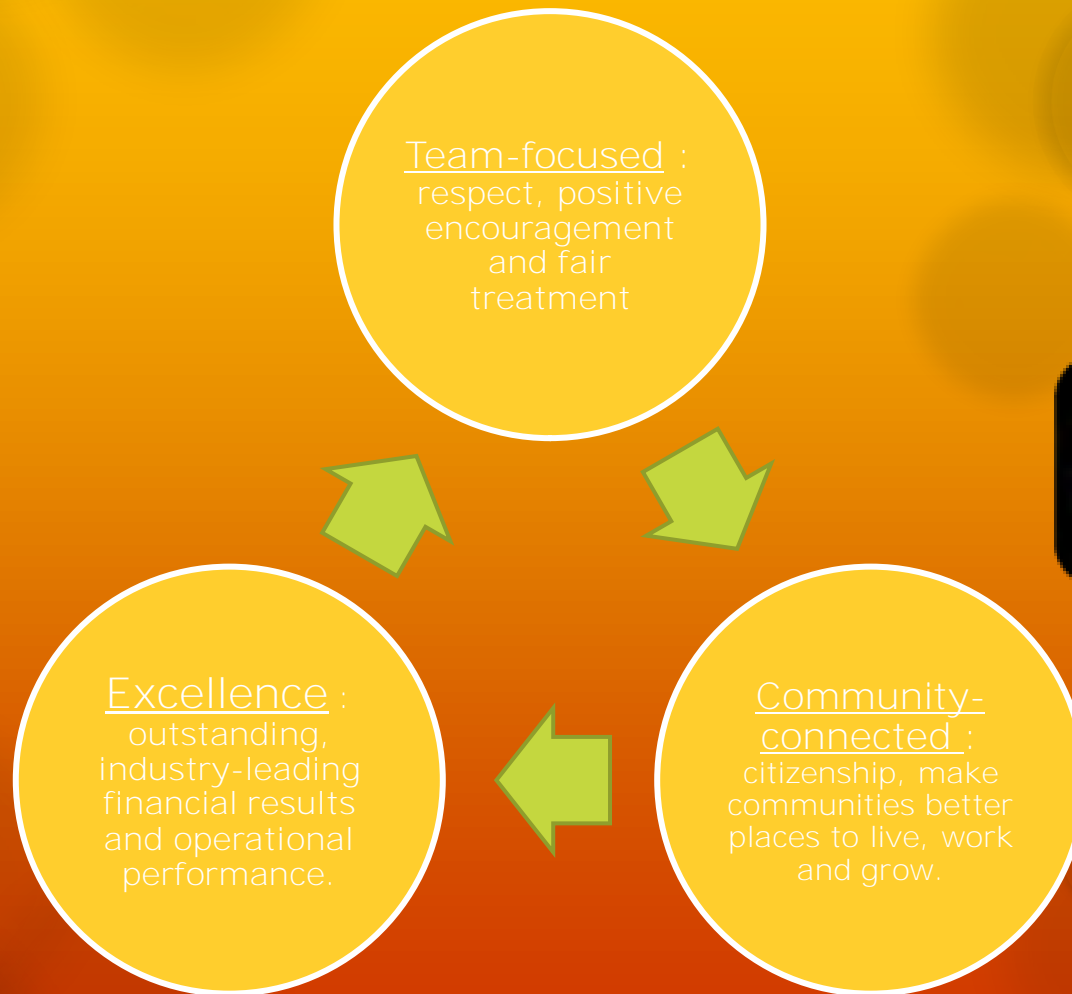 Team-focused :
respect, positive
encouragement
and fair
treatment
Excellence :
outstanding,
industry-leading
financial results
and operational
performance.
Community-
connected :
citizenship, make
communities better
places to live, work
and grow.